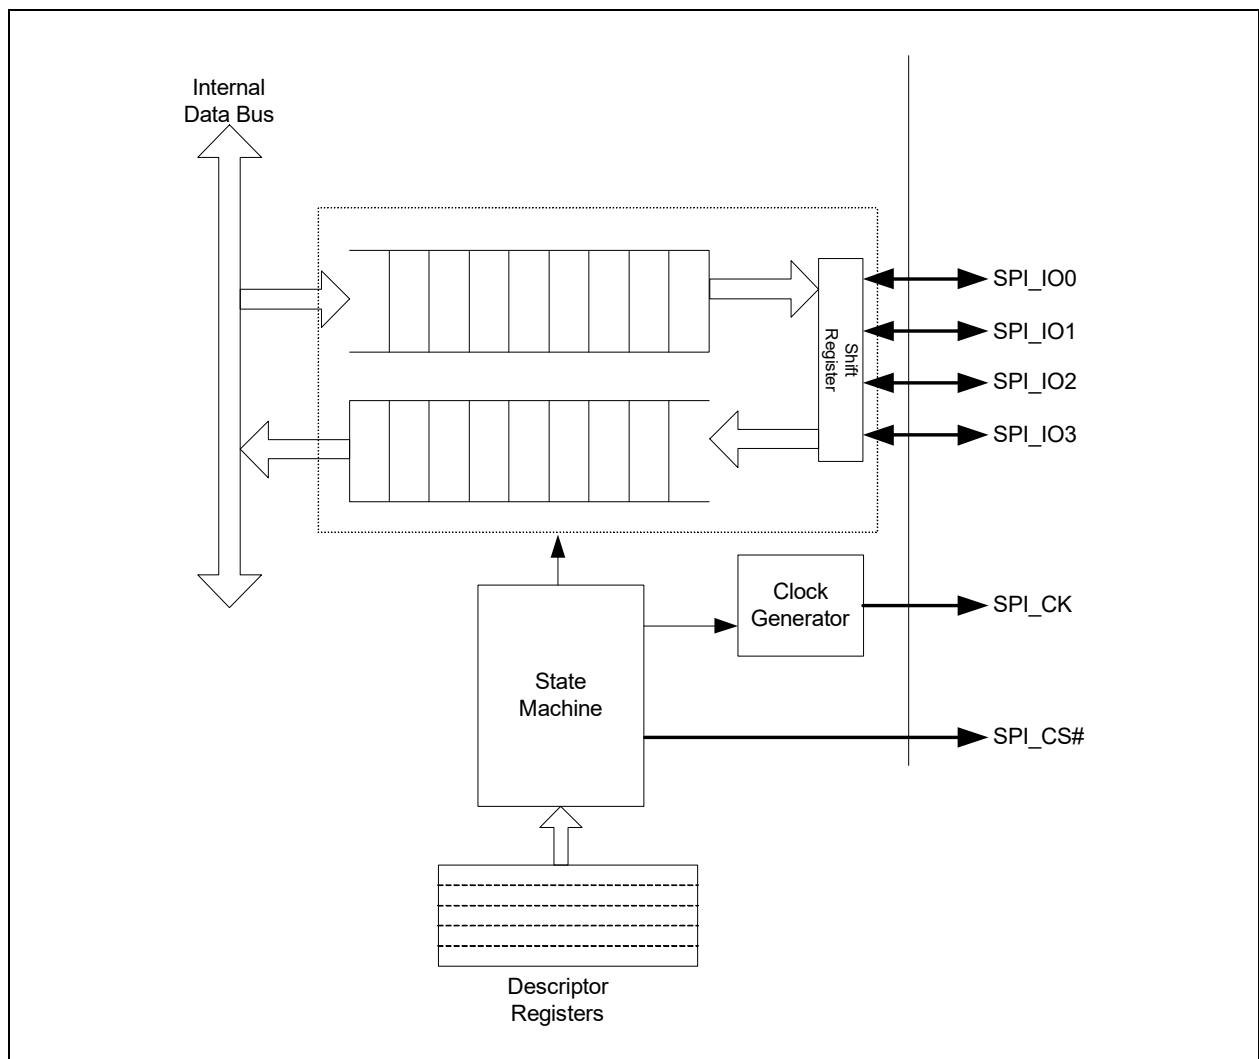 Internal
Data Bus
SPI_IO0
SPI_IO1
Shift
Register
SPI_IO2
SPI_IO3
Clock
Generator
SPI_CK
State
Machine
SPI_CS#
Descriptor
Registers